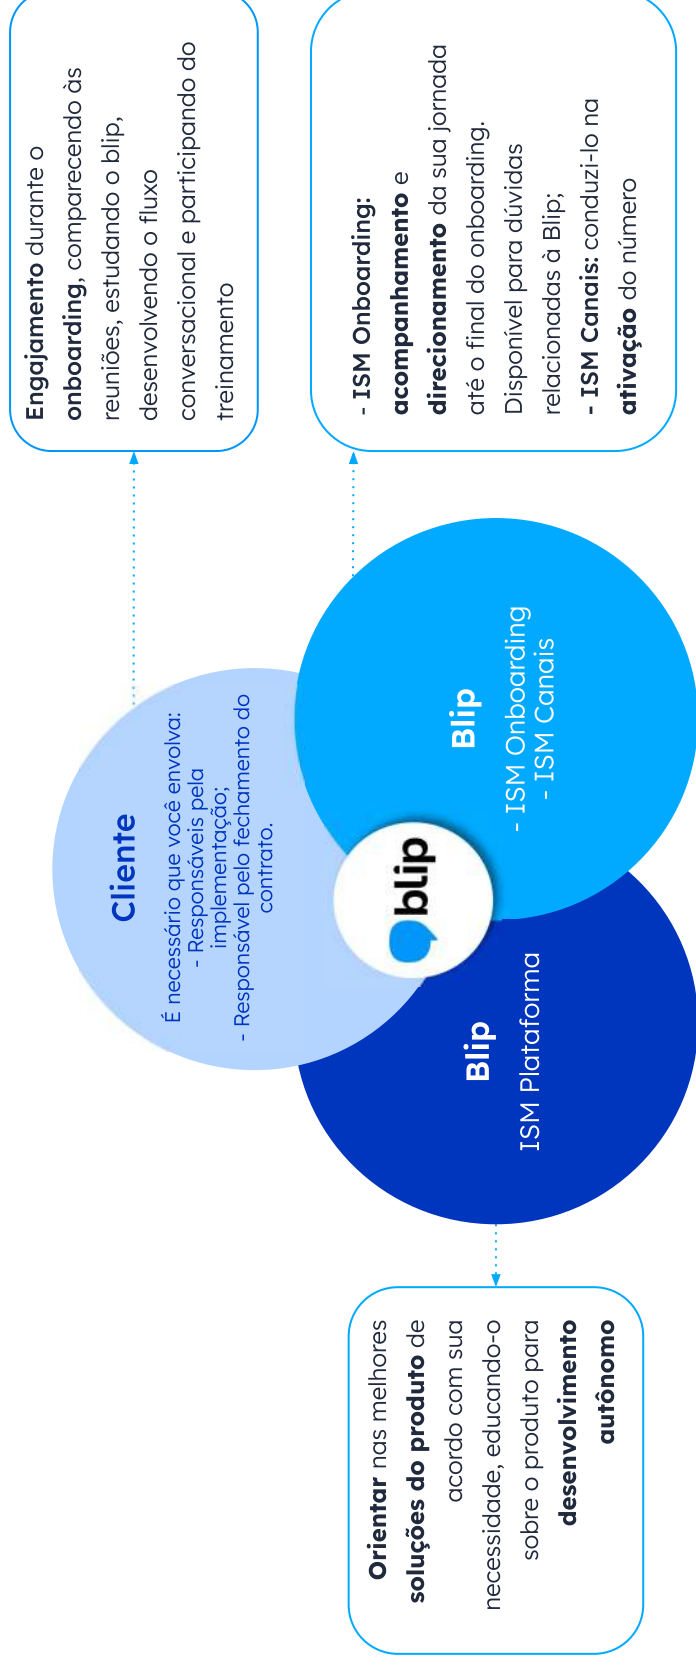 Cliente
É necessário que você envolva:
- Responsáveis pela
implementação;
- Responsável pelo fechamento do
contrato.
Engajamento durante o
onboarding, comparecendo às
reuniões, estudando o blip,
desenvolvendo o fluxo
conversacional e participando do
treinamento
blip
Orientar nas melhores
soluções do produto de
acordo com sua
necessidade, educando-o
sobre o produto para
desenvolvimento
autônomo
Blip
ISM Plataforma
Blip
- ISM Onboarding
- ISM Canais
- ISM Onboarding:
acompanhamento e
direcionamento da sua jornada
até o final do onboarding.
Disponível para dúvidas
relacionadas à Blip;
- ISM Canais: conduzi-lo na
ativação do número